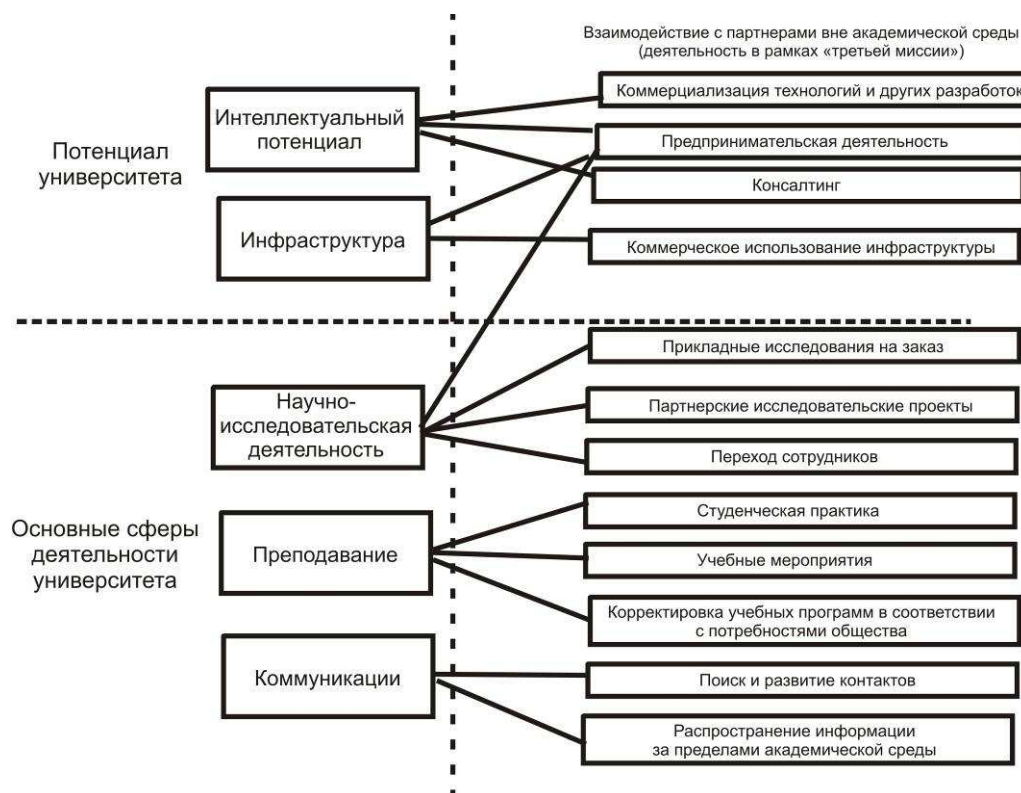 Взаимодействие с партнерами вне академической среды
(деятельность в рамках «третьей миссии»)
Потенциал
университета
Интеллектуальный
потенциал
Инфраструктура
Коммерциализация технологий и других разработок
Предпринимательская деятельность
Консалтинг
Коммерческое использование инфраструктуры
Основные сферы
деятельности
университета
Научно-
исследовательская
деятельность
Преподавание
Коммуникации
Прикладные исследования на заказ
Партнерские исследовательские проекты
Переход сотрудников
Студенческая практика
Учебные мероприятия
Корректировка учебных программ в соответствии
с потребностями общества
Поиск и развитие контактов
Распространение информации
за пределами академической среды